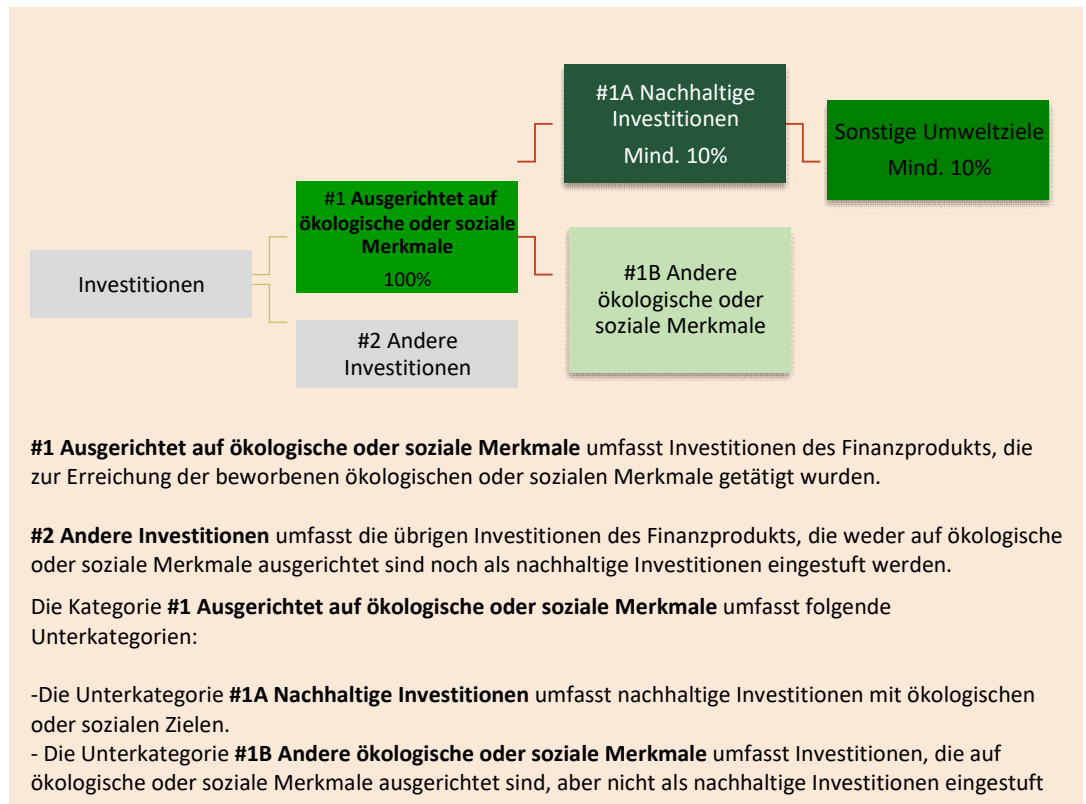 #1A Nachhaltige
Investitionen
Mind. 10%
Sonstige Umweltziele
Mind. 10%
#1 Ausgerichtet auf
ökologische oder soziale
Merkmale
100%
Investitionen
#1B Andere
ökologische oder
soziale Merkmale
#2 Andere
Investitionen
#1 Ausgerichtet auf ökologische oder soziale Merkmale umfasst Investitionen des Finanzprodukts, die
zur Erreichung der beworbenen ökologischen oder sozialen Merkmale getätigt wurden.
#2 Andere Investitionen umfasst die übrigen Investitionen des Finanzprodukts, die weder auf ökologische
oder soziale Merkmale ausgerichtet sind noch als nachhaltige Investitionen eingestuft werden.
Die Kategorie #1 Ausgerichtet auf ökologische oder soziale Merkmale umfasst folgende
Unterkategorien:
-Die Unterkategorie #1A Nachhaltige Investitionen umfasst nachhaltige Investitionen mit ökologischen
oder sozialen Zielen.
- Die Unterkategorie #1B Andere ökologische oder soziale Merkmale umfasst Investitionen, die auf
ökologische oder soziale Merkmale ausgerichtet sind, aber nicht als nachhaltige Investitionen eingestuft